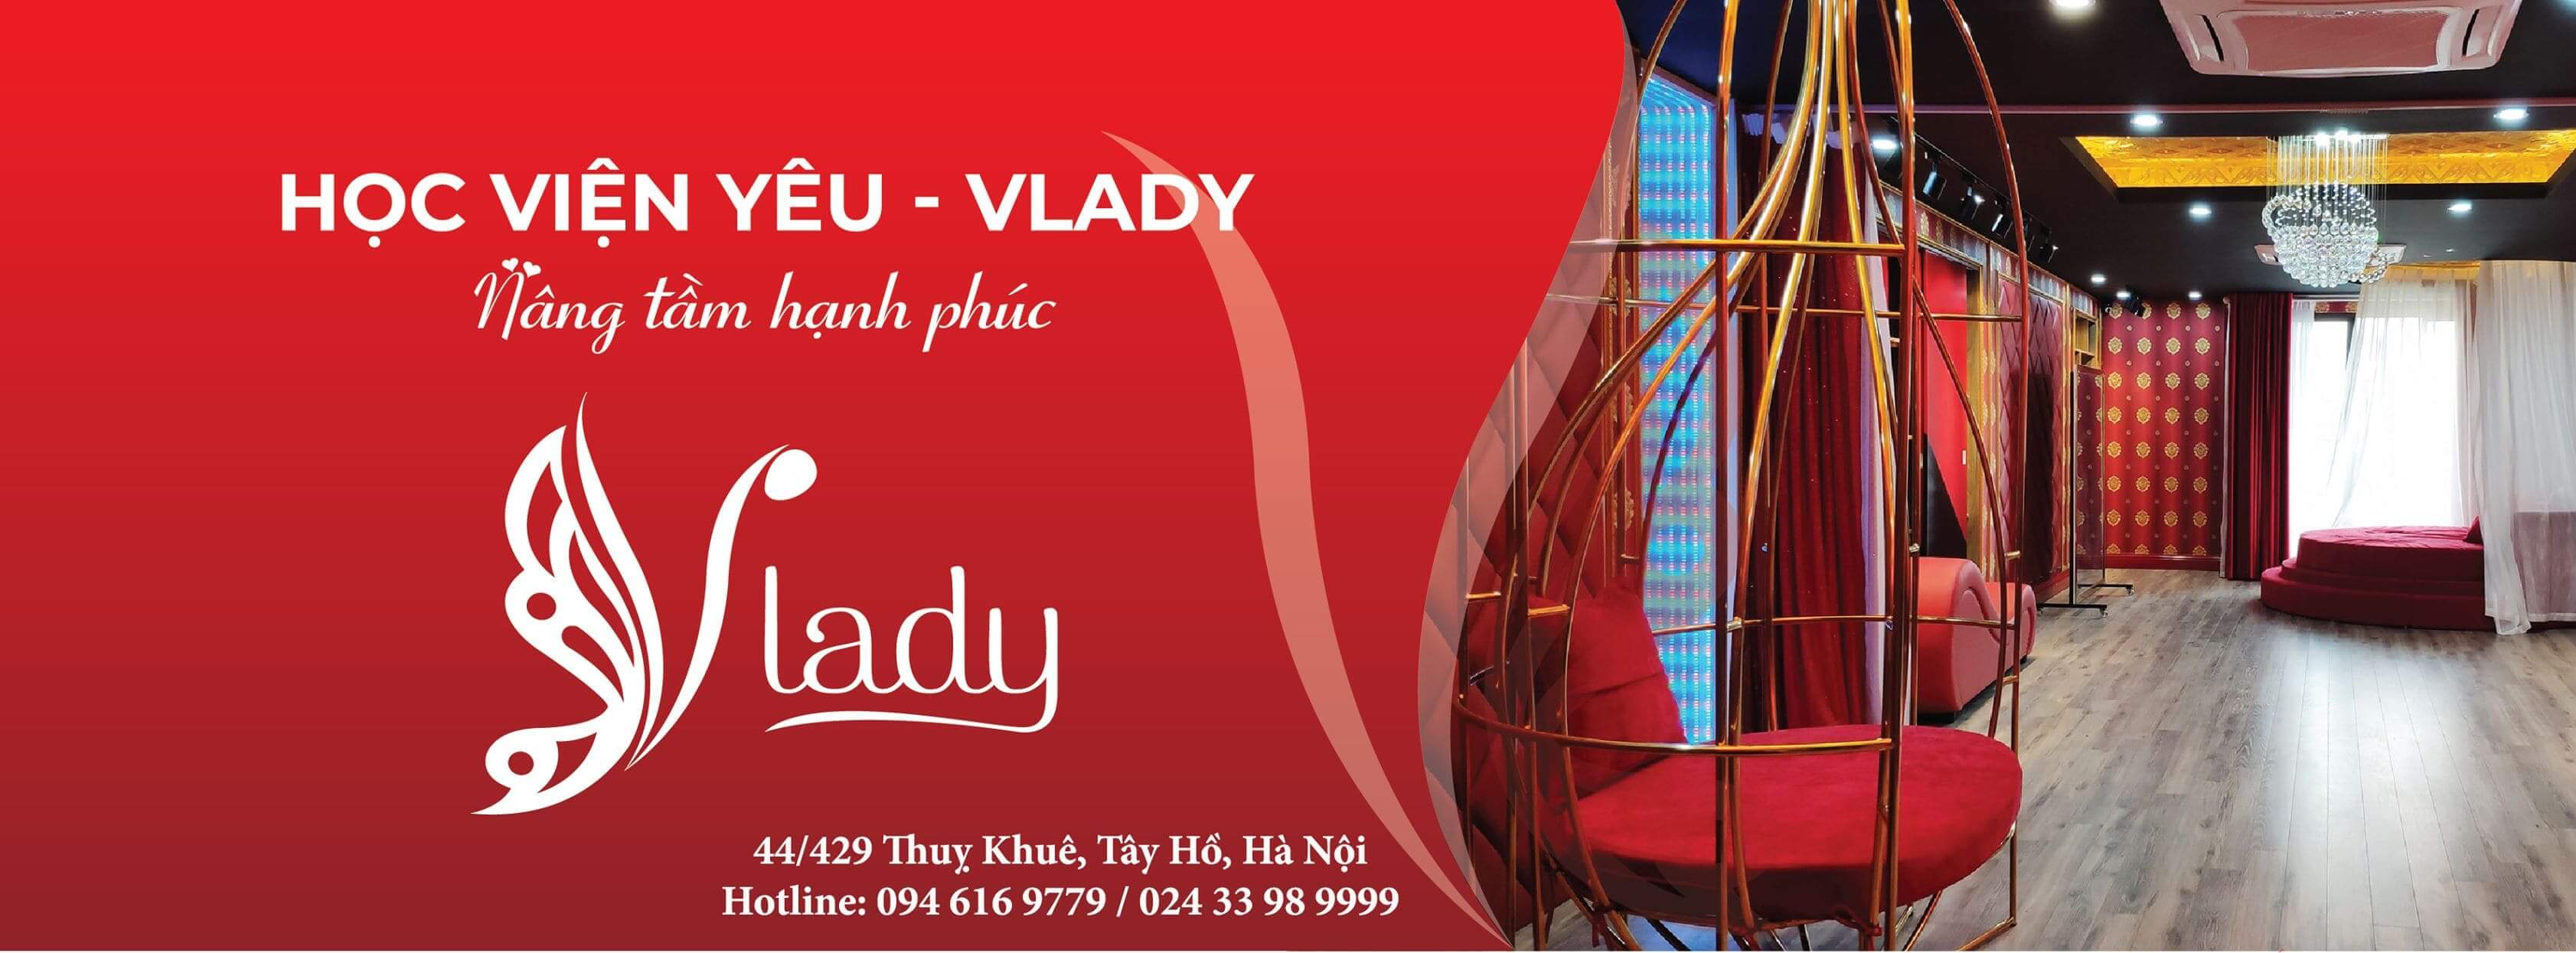 HỌC VIỆN YÊU - VLADY
Nâng tầm hạnh phúc
Vlady
44/429 Thuỵ Khuê, Tây Hồ, Hà Nội
Hotline: 094 616 9779 / 024 33 98 9999